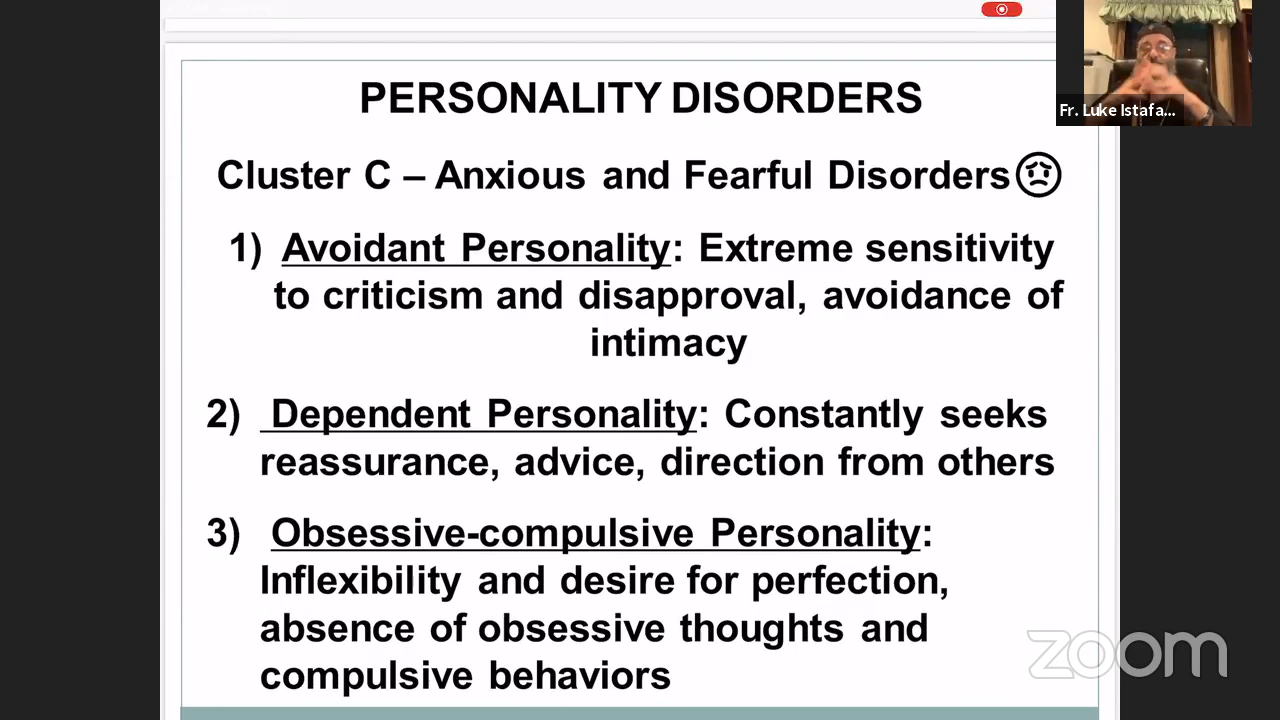 PERSONALITY DISORDERS
Cluster C – Anxious and Fearful Disorders
1) Avoidant Personality: Extreme sensitivity
to criticism and disapproval, avoidance of
intimacy
2) Dependent Personality: Constantly seeks
reassurance, advice, direction from others
3) Obsessive-compulsive Personality:
Inflexibility and desire for perfection,
absence of obsessive thoughts and
compulsive behaviors
Fr. Luke Istafa...
zoom